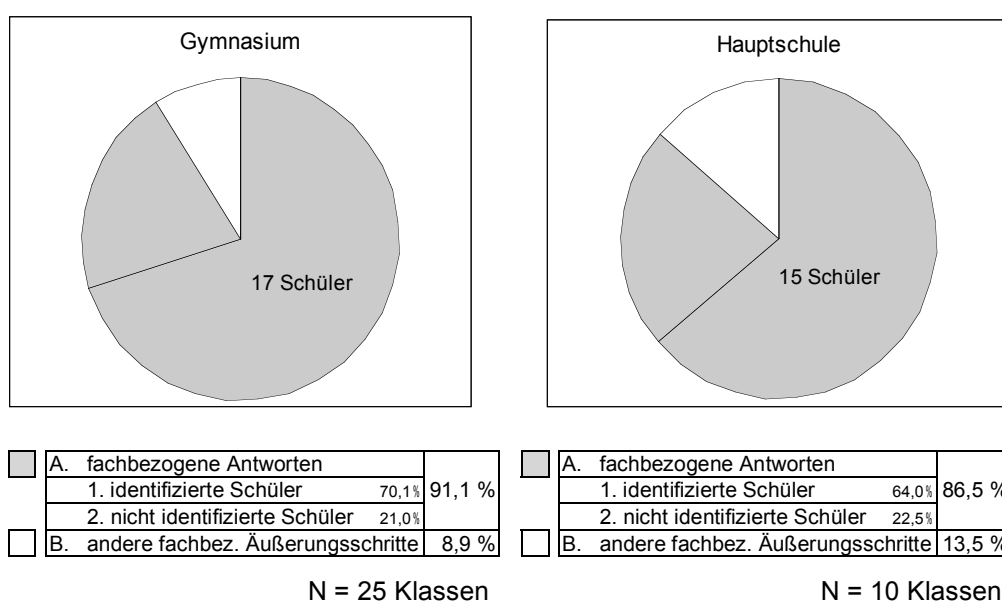 Gymnasium
17 Schüler
A. fachbezogene Antworten
1. identifizierte Schüler 70,1% 91,1 %
2. nicht identifizierte Schüler 21,0%
B. andere fachbez. Äußerungsschritte 8,9 %
N = 25 Klassen
Hauptschule
15 Schüler
A. fachbezogene Antworten
1. identifizierte Schüler 64,0% 86,5 %
2. nicht identifizierte Schüler 22,5%
B. andere fachbez. Äußerungsschritte 13,5 %
N = 10 Klassen